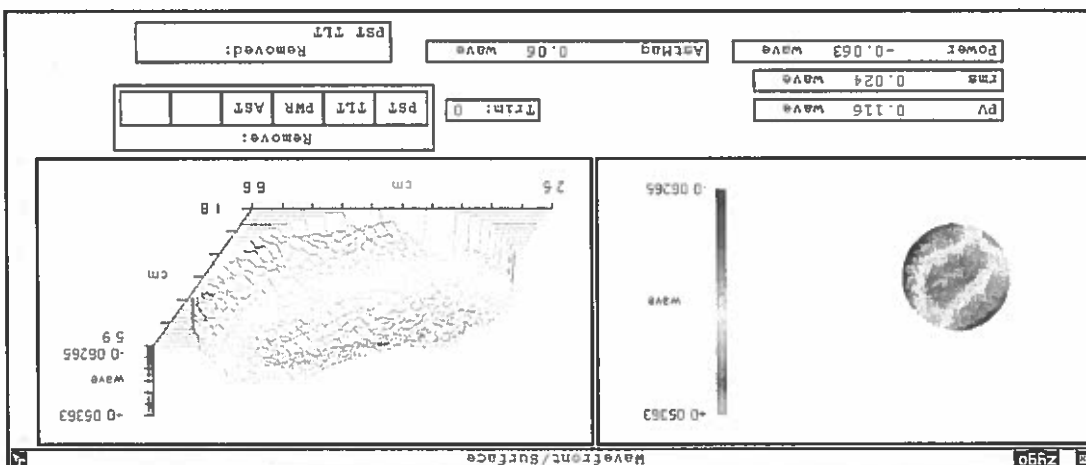 zygo Wavefront/Surface
+0.05363
wave
-0.06265
+0.05363
wave
-0.06265
5.9
cm
1.8
2.5 cm 6.6
PV 0.116 wave
rms 0.024 wave
Power -0.063 wave
Trim: 0
AstMag 0.06 wave
Remove:
PST TLT PWR AST
Removed:
PST TLT